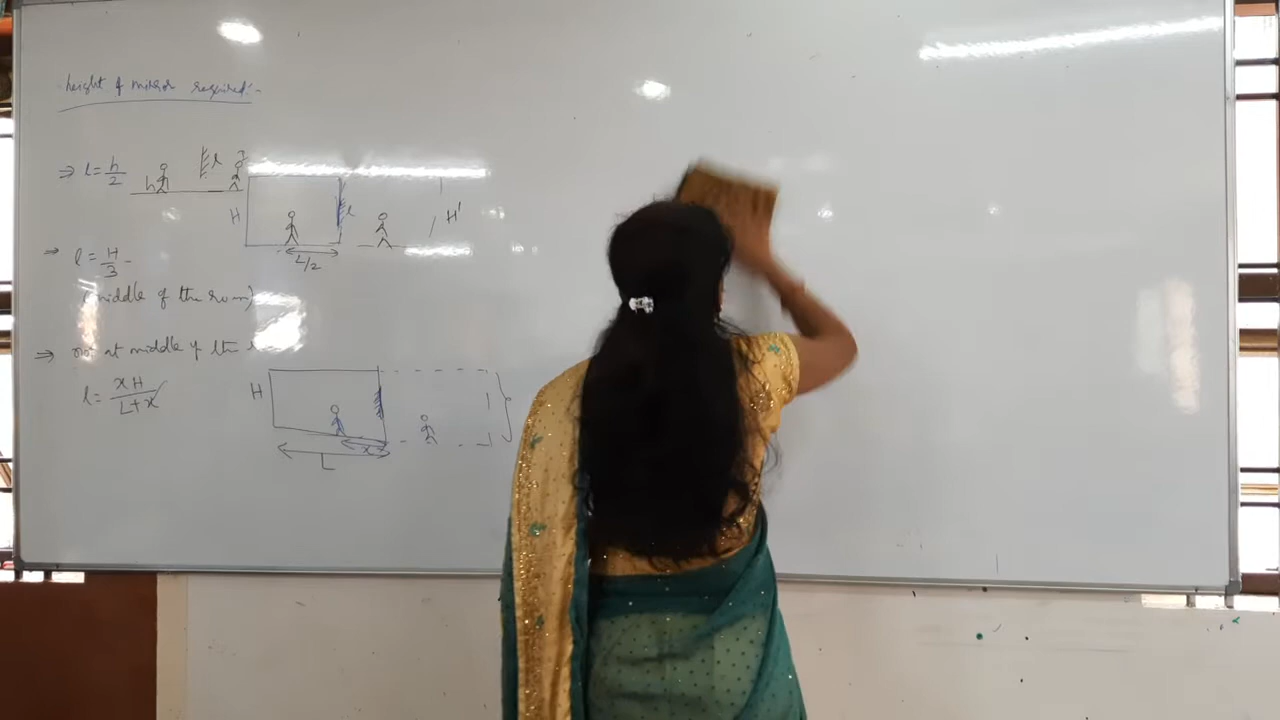 height of mirror required:-
⇒ l = h/2
h
l
H
l
H'
L/2
⇒ l = H/3
(middle of the room)
⇒ not at middle of the
l = xH/(L+x)
H
x
L